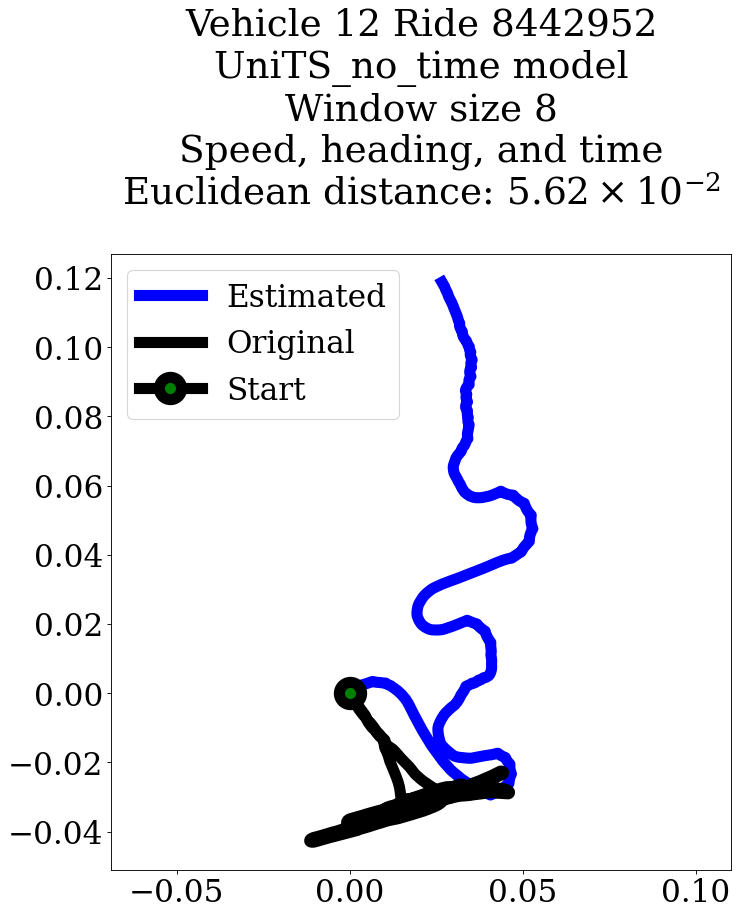 Vehicle 12 Ride 8442952
UniTS_no_time model
Window size 8
Speed, heading, and time
Euclidean distance: 5.62 × 10⁻²
0.12
0.10
0.08
0.06
0.04
0.02
0.00
−0.02
−0.04
Estimated
Original
Start
−0.05 0.00 0.05 0.10